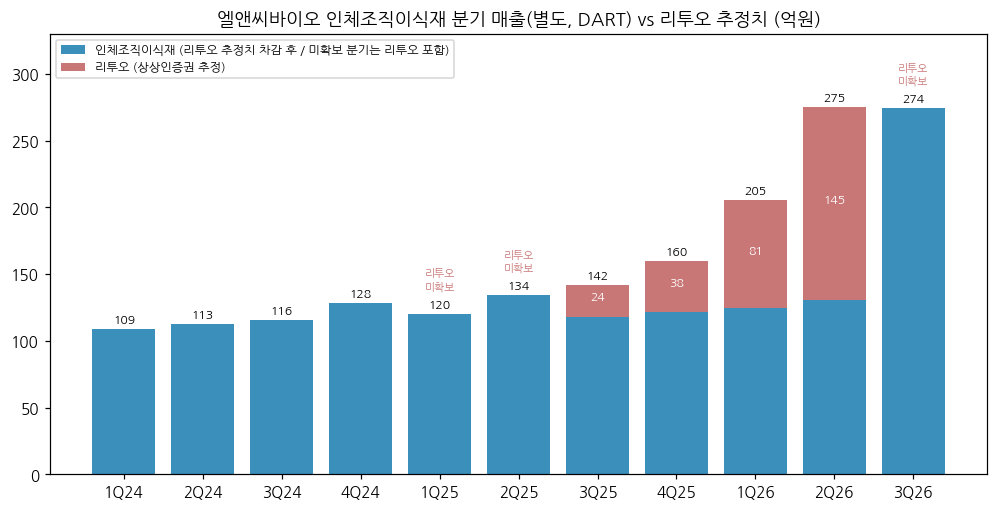 엘앤씨바이오 인체조직이식재 분기 매출(별도, DART) vs 리투오 추정치 (억원)
인체조직이식재 (리투오 추정치 차감 후 / 미확보 분기는 리투오 포함)
리투오 (상상인증권 추정)
300
250
200
150
100
50
0
109
113
116
128
리투오
미확보
120
리투오
미확보
134
142
24
160
38
205
81
275
145
리투오
미확보
274
1Q24
2Q24
3Q24
4Q24
1Q25
2Q25
3Q25
4Q25
1Q26
2Q26
3Q26